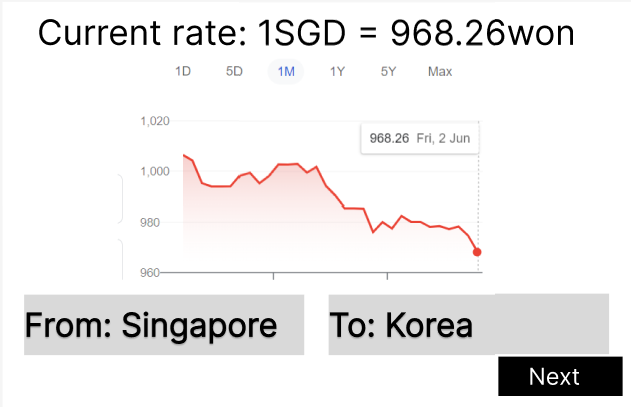 Current rate: 1SGD = 968.26won
1D 5D 1M 1Y 5Y Max
1,020
968.26 Fri, 2 Jun
1,000
980
960
From: Singapore To: Korea
Next